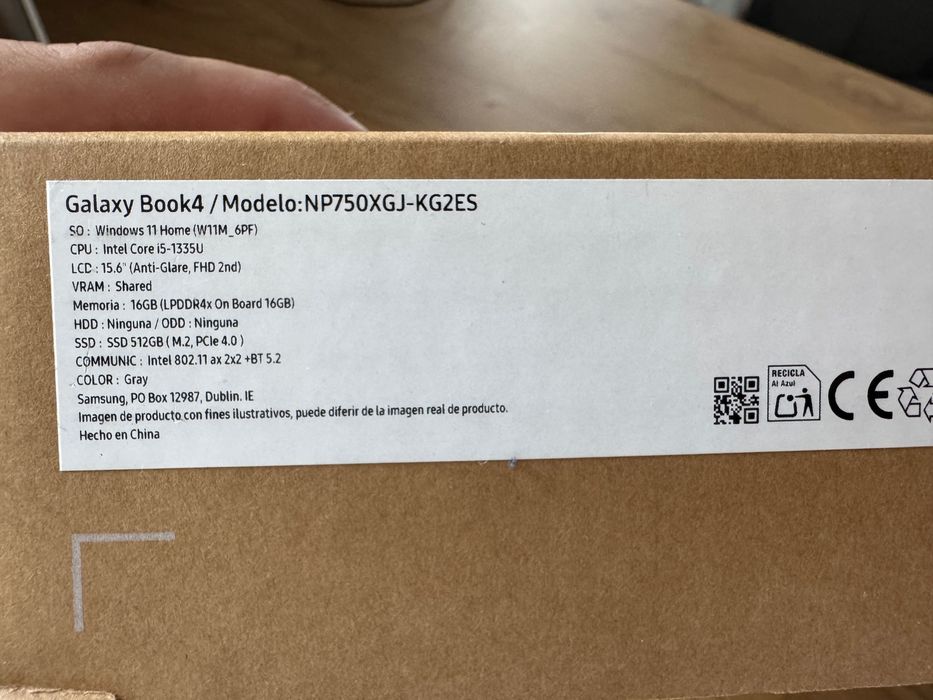 Galaxy Book4 / Modelo:NP750XGJ-KG2ES
SO : Windows 11 Home (W11M_6PF)
CPU : Intel Core i5-1335U
LCD : 15.6" (Anti-Glare, FHD 2nd)
VRAM : Shared
Memoria : 16GB (LPDDR4x On Board 16GB)
HDD : Ninguna / ODD : Ninguna
SSD : SSD 512GB ( M.2, PCIe 4.0 )
COMMUNIC : Intel 802.11 ax 2x2 +BT 5.2
COLOR : Gray
Samsung, PO Box 12987, Dublin. IE
Imagen de producto con fines ilustrativos, puede diferir de la imagen real de producto.
Hecho en China
RECICLA
Al Azul
CE